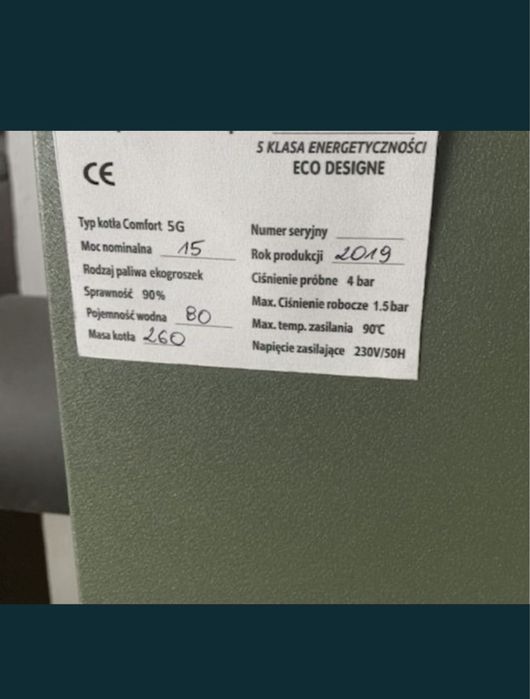 5 KLASA ENERGETYCZNOŚCI
ECO DESIGNE
CE
Typ kotła Comfort 5G
Moc nominalna 15
Rodzaj paliwa ekogroszek
Sprawność 90%
Pojemność wodna 80
Masa kotła 260
Numer seryjny
Rok produkcji 2019
Ciśnienie próbne 4 bar
Max. Ciśnienie robocze 1.5 bar
Max. temp. zasilania 90℃
Napięcie zasilające 230V/50H